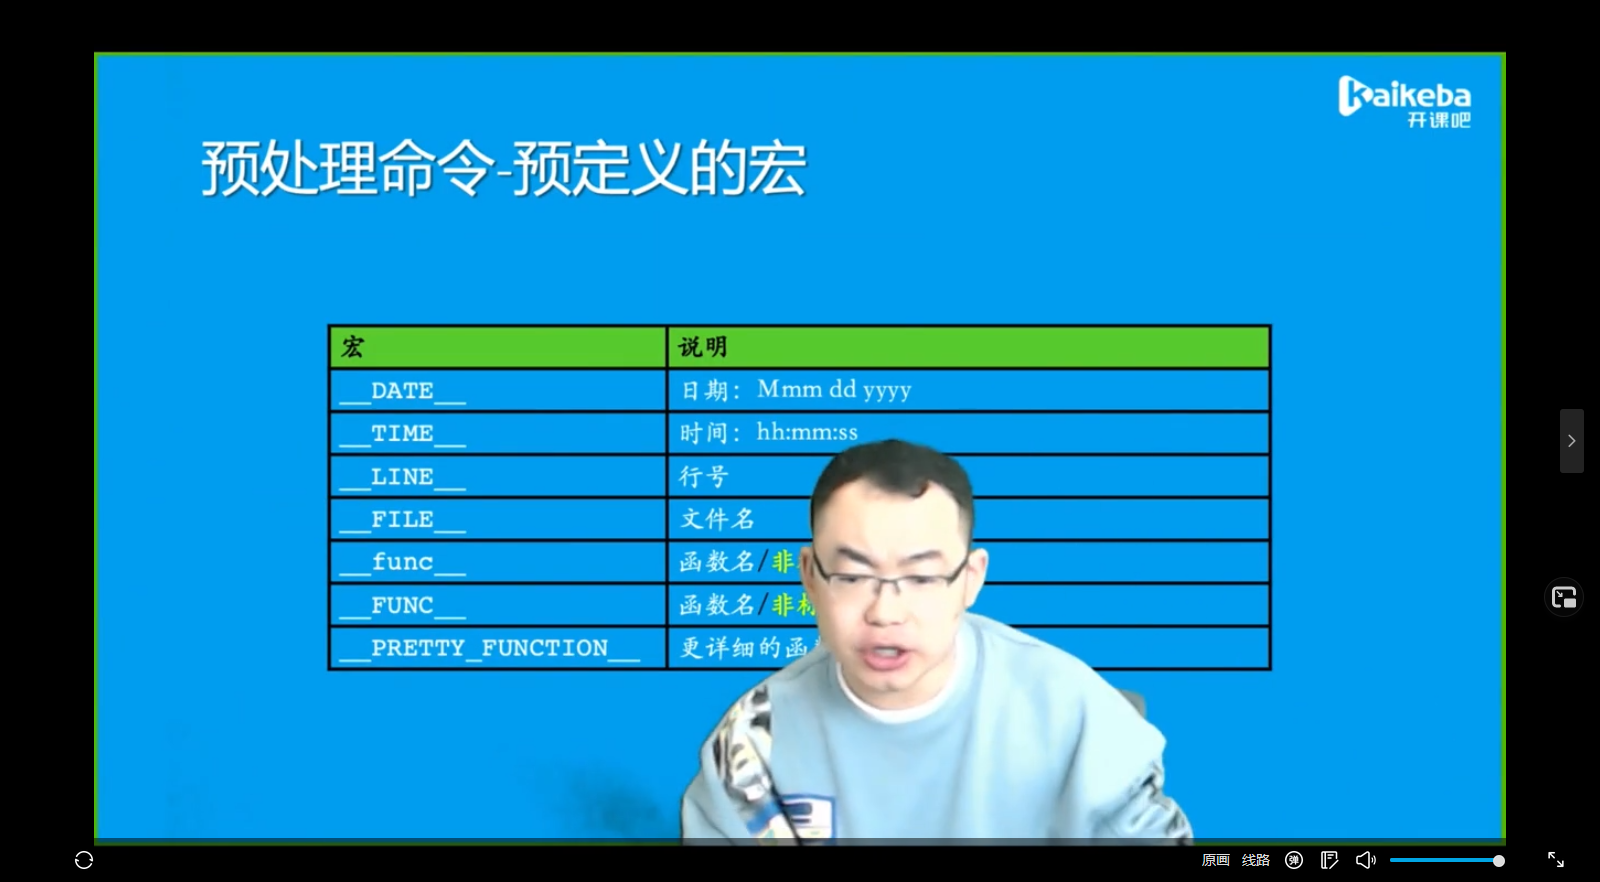 kaikeba
开课吧
预处理命令-预定义的宏
宏 说明
__DATE__ 日期：Mmm dd yyyy
__TIME__ 时间：hh:mm:ss
__LINE__ 行号
__FILE__ 文件名
__func__ 函数名/非
__FUNC__ 函数名/非标
__PRETTY_FUNCTION__ 更详细的函
原画 线路 弹